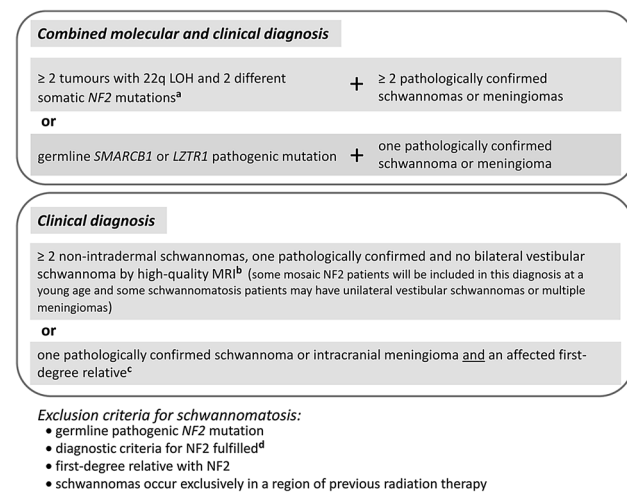 Combined molecular and clinical diagnosis
≥ 2 tumours with 22q LOH and 2 different
somatic NF2 mutationsᵃ
+
≥ 2 pathologically confirmed
schwannomas or meningiomas
or
germline SMARCB1 or LZTR1 pathogenic mutation
+
one pathologically confirmed
schwannoma or meningioma
Clinical diagnosis
≥ 2 non-intradermal schwannomas, one pathologically confirmed and no bilateral vestibular
schwannoma by high-quality MRIᵇ (some mosaic NF2 patients will be included in this diagnosis at a
young age and some schwannomatosis patients may have unilateral vestibular schwannomas or multiple
meningiomas)
or
one pathologically confirmed schwannoma or intracranial meningioma and an affected first-
degree relativeᶜ
Exclusion criteria for schwannomatosis:
• germline pathogenic NF2 mutation
• diagnostic criteria for NF2 fulfilledᵈ
• first-degree relative with NF2
• schwannomas occur exclusively in a region of previous radiation therapy